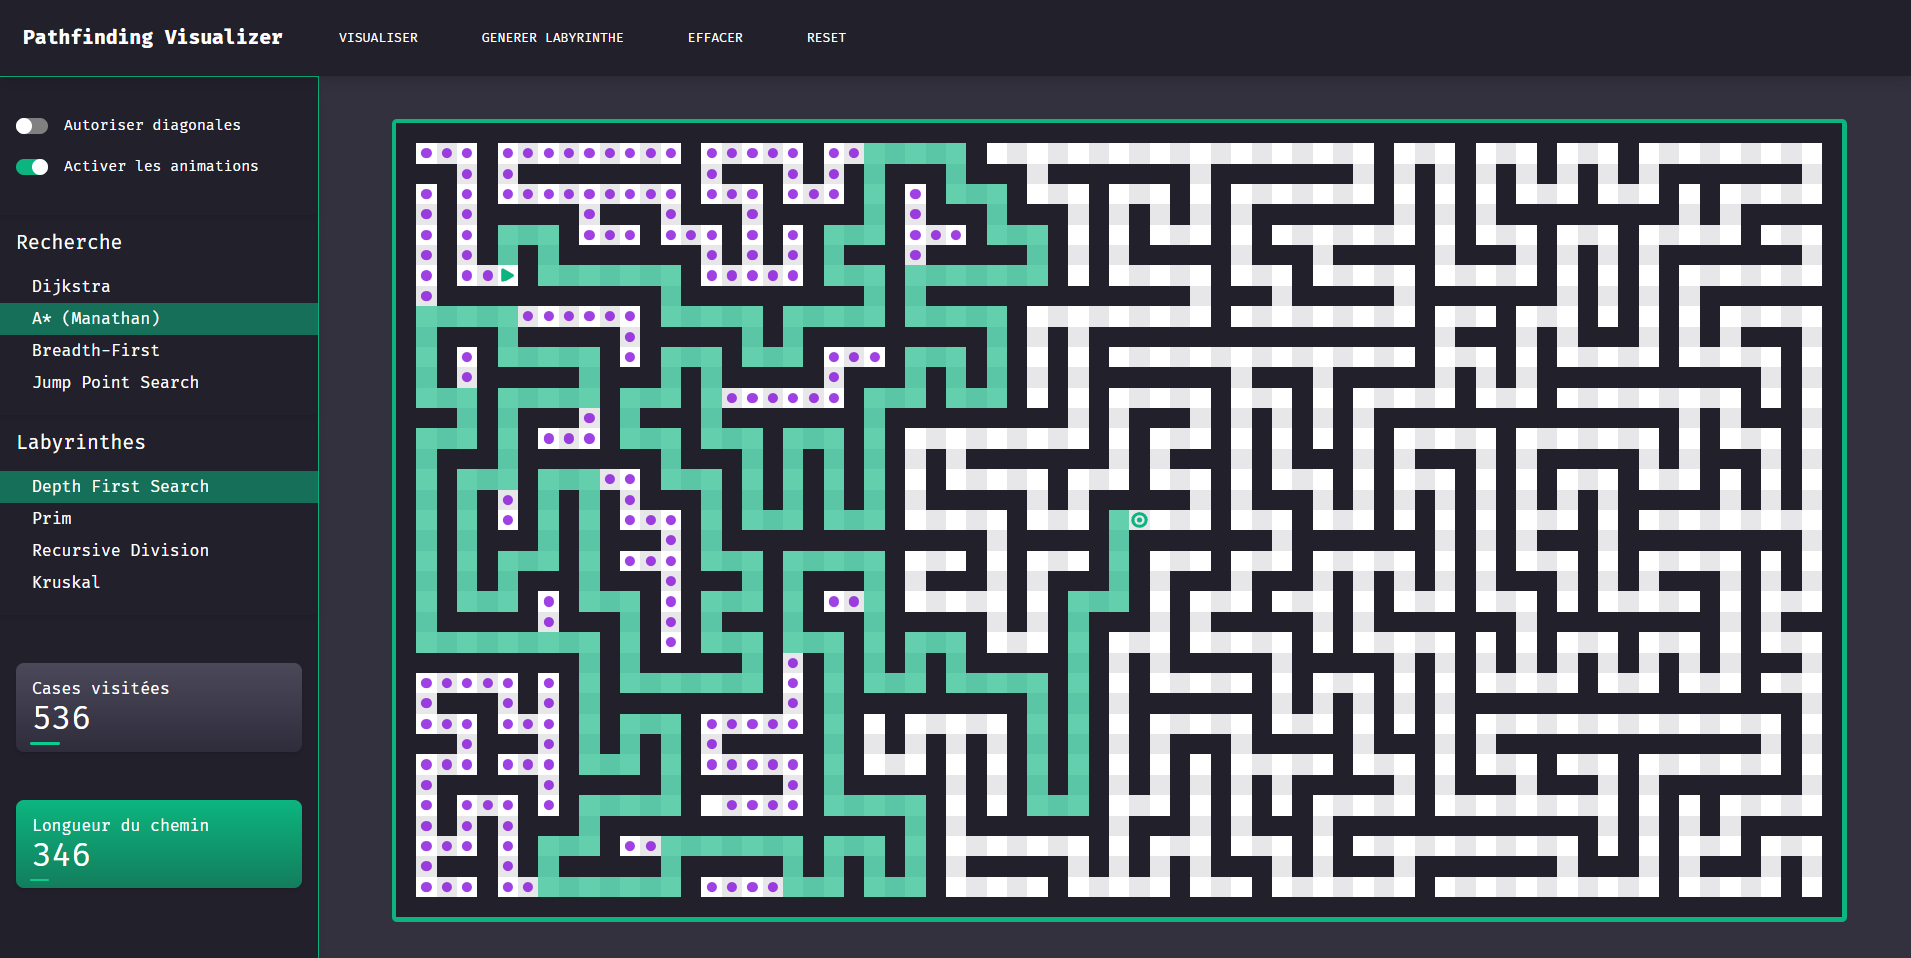 Pathfinding Visualizer
VISUALISER
GENERER LABYRINTHE
EFFACER
RESET
Autoriser diagonales
Activer les animations
Recherche
Dijkstra
A* (Manathan)
Breadth-First
Jump Point Search
Labyrinthes
Depth First Search
Prim
Recursive Division
Kruskal
Cases visitées
536
Longueur du chemin
346